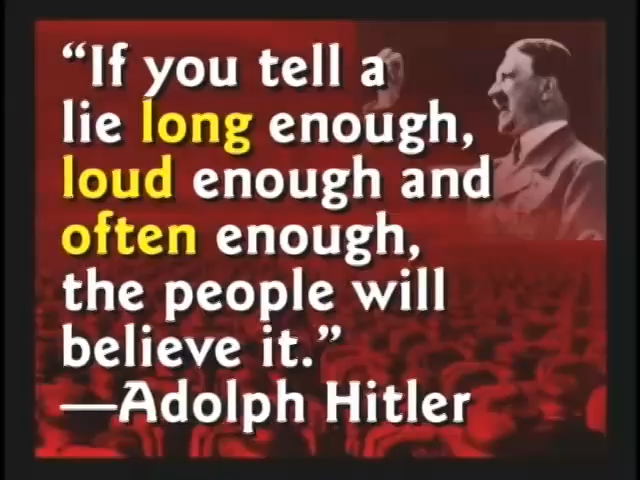 “If you tell a
lie long enough,
loud enough and
often enough,
the people will
believe it.”
—Adolph Hitler